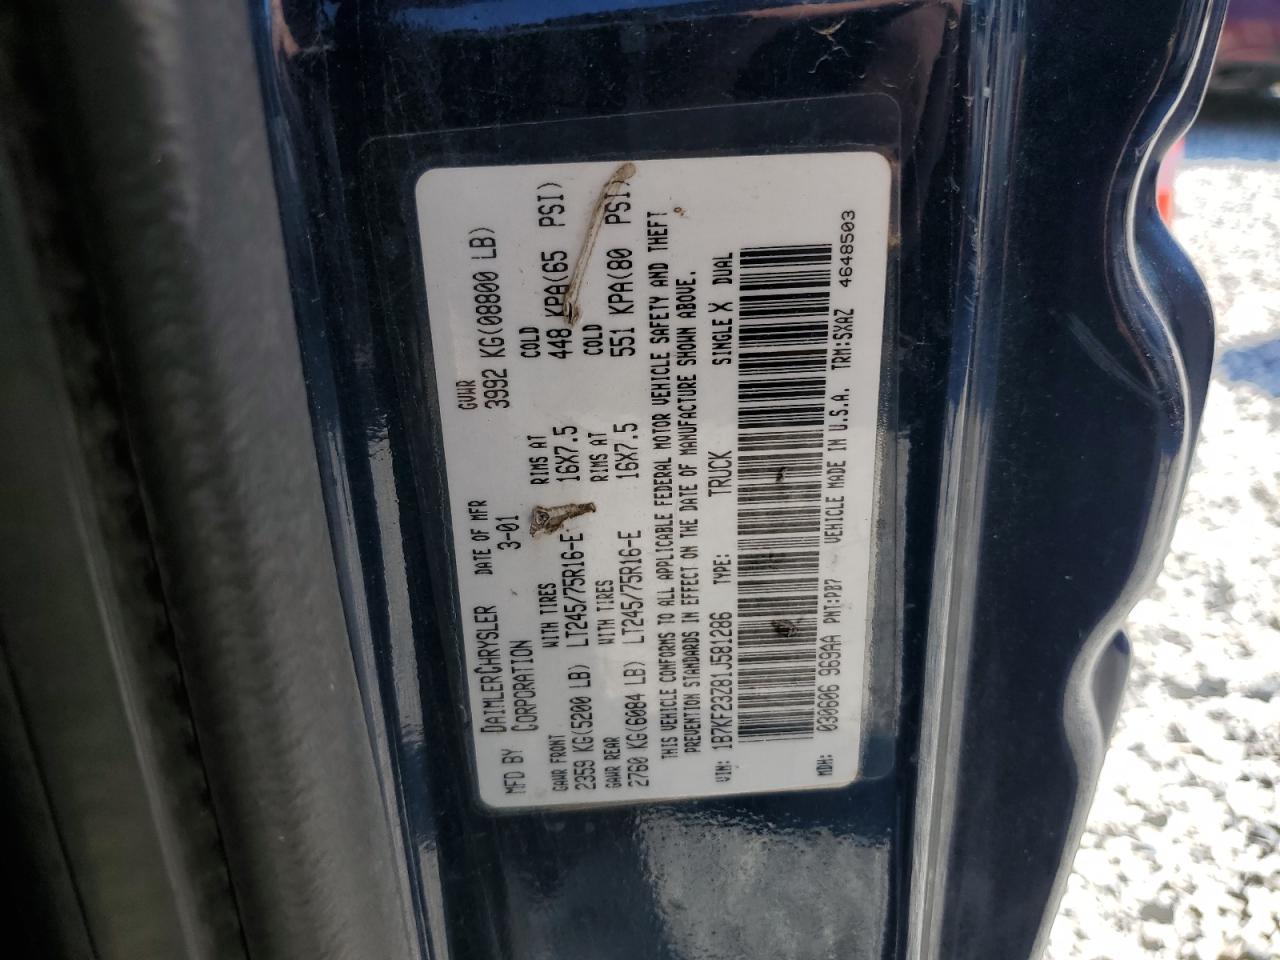 MFD BY DAIMLERCHRYSLER CORPORATION DATE OF MFR 3-01 GVWR 3992 KG(08800 LB)
GAWR FRONT WITH TIRES RIMS AT COLD
2359 KG(5200 LB) LT245/75R16-E 16X7.5 448 KPA(65 PSI)
GAWR REAR WITH TIRES RIMS AT COLD
2760 KG(6084 LB) LT245/75R16-E 16X7.5 551 KPA(80 PSI)
THIS VEHICLE CONFORMS TO ALL APPLICABLE FEDERAL MOTOR VEHICLE SAFETY AND THEFT
PREVENTION STANDARDS IN EFFECT ON THE DATE OF MANUFACTURE SHOWN ABOVE.
VIN: 1B7KF23Z81J581286 TYPE: TRUCK SINGLE X DUAL
MDH: 030606 969AA PNT:PB7 VEHICLE MADE IN U.S.A. TRM:SXAZ 4648503